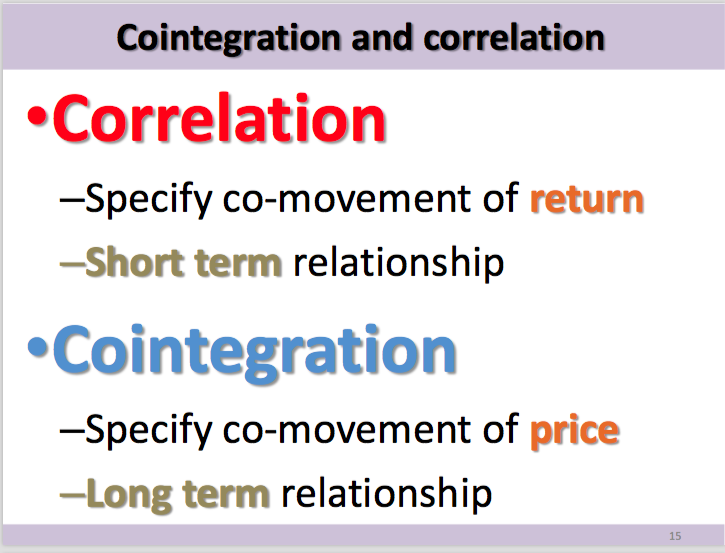 Cointegration and correlation
•Correlation
–Specify co-movement of return
–Short term relationship
•Cointegration
–Specify co-movement of price
–Long term relationship
15